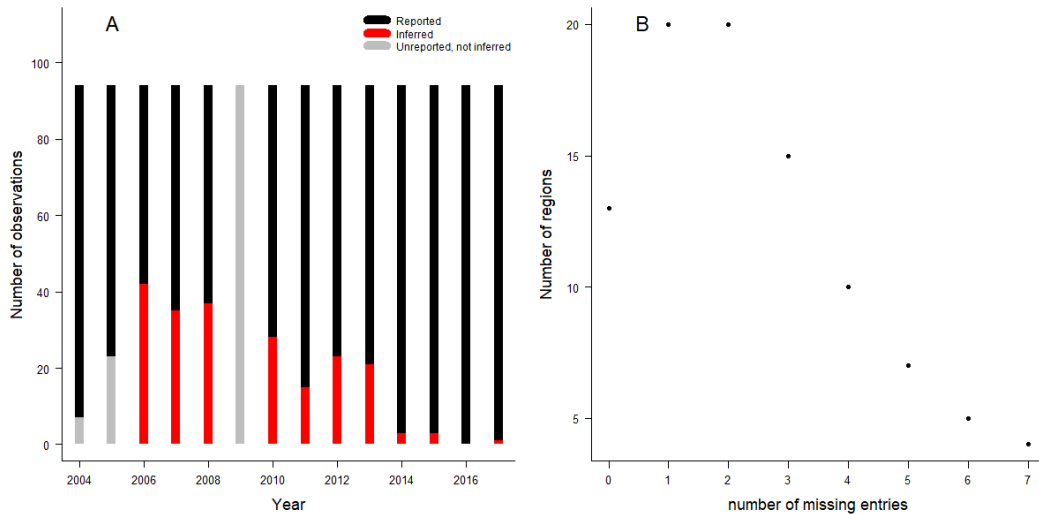 A
Reported
Inferred
Unreported, not inferred
Number of observations
100
80
60
40
20
0
2004 2006 2008 2010 2012 2014 2016
Year
B
Number of regions
20
15
10
5
0 1 2 3 4 5 6 7
number of missing entries